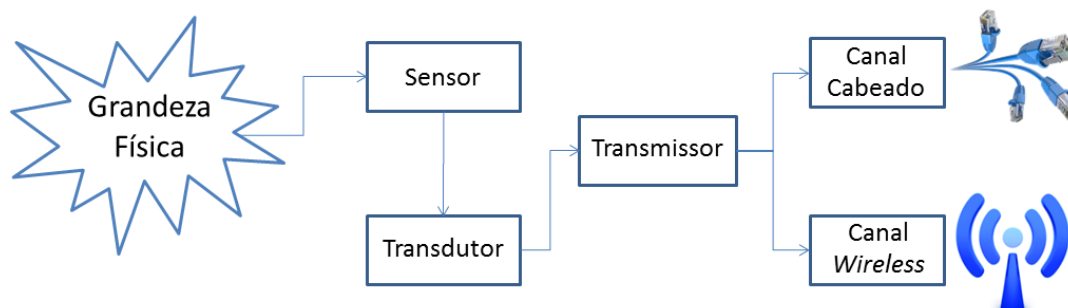 Grandeza
Física
Sensor
Transdutor
Transmissor
Canal
Cabeado
Canal
Wireless